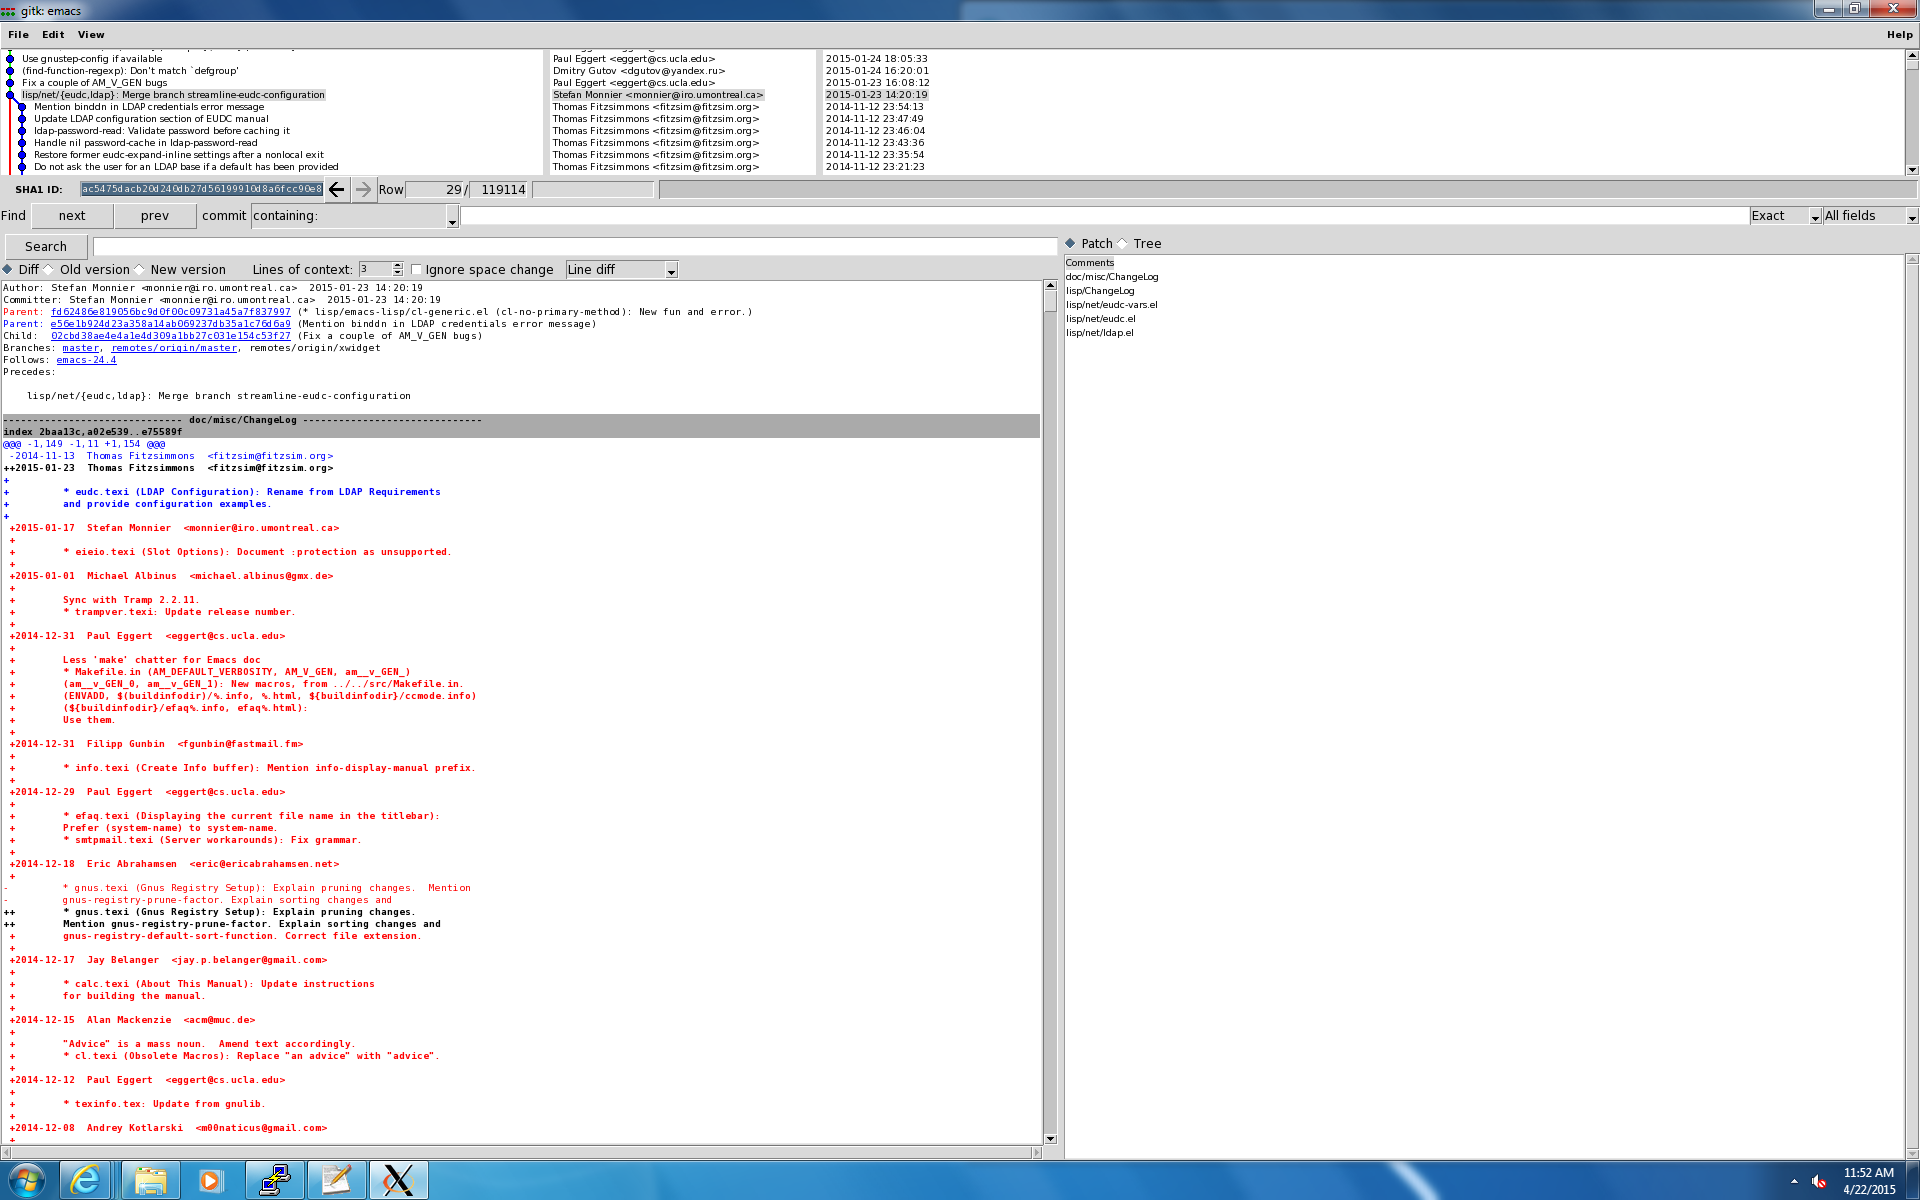 gitk: emacs
File Edit View Help
Use gnustep-config if available Paul Eggert <eggert@cs.ucla.edu> 2015-01-24 18:05:33
(find-function-regexp): Don't match `defgroup' Dmitry Gutov <dgutov@yandex.ru> 2015-01-24 16:20:01
Fix a couple of AM_V_GEN bugs Paul Eggert <eggert@cs.ucla.edu> 2015-01-23 16:08:12
lisp/net/{eudc,ldap}: Merge branch streamline-eudc-configuration Stefan Monnier <monnier@iro.umontreal.ca> 2015-01-23 14:20:19
Mention binddn in LDAP credentials error message Thomas Fitzsimmons <fitzsim@fitzsim.org> 2014-11-12 23:54:13
Update LDAP configuration section of EUDC manual Thomas Fitzsimmons <fitzsim@fitzsim.org> 2014-11-12 23:47:49
ldap-password-read: Validate password before caching it Thomas Fitzsimmons <fitzsim@fitzsim.org> 2014-11-12 23:46:04
Handle nil password-cache in ldap-password-read Thomas Fitzsimmons <fitzsim@fitzsim.org> 2014-11-12 23:43:36
Restore former eudc-expand-inline settings after a nonlocal exit Thomas Fitzsimmons <fitzsim@fitzsim.org> 2014-11-12 23:35:54
Do not ask the user for an LDAP base if a default has been provided Thomas Fitzsimmons <fitzsim@fitzsim.org> 2014-11-12 23:21:23
SHA1 ID: ac5475dacb20d240db27d56199910d8a6fcc90e8 Row 29 / 119114
Find next prev commit containing: Exact All fields
Search
Diff Old version New version Lines of context: 3 Ignore space change Line diff
Author: Stefan Monnier <monnier@iro.umontreal.ca>  2015-01-23 14:20:19
Committer: Stefan Monnier <monnier@iro.umontreal.ca>  2015-01-23 14:20:19
Parent: fd62486e819056bc9d0f00c09731a45a7f837997 (* lisp/emacs-lisp/cl-generic.el (cl-no-primary-method): New fun and error.)
Parent: e56e1b924d23a358a14ab069237db35a1c76d6a9 (Mention binddn in LDAP credentials error message)
Child:  02cbd38ae4e4a1e4d309a1bb27c031e154c53f27 (Fix a couple of AM_V_GEN bugs)
Branches: master, remotes/origin/master, remotes/origin/xwidget
Follows: emacs-24.4
Precedes:
lisp/net/{eudc,ldap}: Merge branch streamline-eudc-configuration
------------------------------ doc/misc/ChangeLog ------------------------------
index 2baa13c,a02e539..e75589f
@@@ -1,149 -1,11 +1,154 @@@
 -2014-11-13  Thomas Fitzsimmons  <fitzsim@fitzsim.org>
++2015-01-23  Thomas Fitzsimmons  <fitzsim@fitzsim.org>
+
+         * eudc.texi (LDAP Configuration): Rename from LDAP Requirements
+         and provide configuration examples.
+
 +2015-01-17  Stefan Monnier  <monnier@iro.umontreal.ca>
 +
 +        * eieio.texi (Slot Options): Document :protection as unsupported.
 +
 +2015-01-01  Michael Albinus  <michael.albinus@gmx.de>
 +
 +        Sync with Tramp 2.2.11.
 +        * trampver.texi: Update release number.
 +
 +2014-12-31  Paul Eggert  <eggert@cs.ucla.edu>
 +
 +        Less 'make' chatter for Emacs doc
 +        * Makefile.in (AM_DEFAULT_VERBOSITY, AM_V_GEN, am__v_GEN_)
 +        (am__v_GEN_0, am__v_GEN_1): New macros, from ../../src/Makefile.in.
 +        (ENVADD, $(buildinfodir)/%.info, %.html, ${buildinfodir}/ccmode.info)
 +        (${buildinfodir}/efaq%.info, efaq%.html):
 +        Use them.
 +
 +2014-12-31  Filipp Gunbin  <fgunbin@fastmail.fm>
 +
 +        * info.texi (Create Info buffer): Mention info-display-manual prefix.
 +
 +2014-12-29  Paul Eggert  <eggert@cs.ucla.edu>
 +
 +        * efaq.texi (Displaying the current file name in the titlebar):
 +        Prefer (system-name) to system-name.
 +        * smtpmail.texi (Server workarounds): Fix grammar.
 +
 +2014-12-18  Eric Abrahamsen  <eric@ericabrahamsen.net>
 +
-         * gnus.texi (Gnus Registry Setup): Explain pruning changes.  Mention
-         gnus-registry-prune-factor. Explain sorting changes and
++        * gnus.texi (Gnus Registry Setup): Explain pruning changes.
++        Mention gnus-registry-prune-factor. Explain sorting changes and
 +        gnus-registry-default-sort-function. Correct file extension.
 +
 +2014-12-17  Jay Belanger  <jay.p.belanger@gmail.com>
 +
 +        * calc.texi (About This Manual): Update instructions
 +        for building the manual.
 +
 +2014-12-15  Alan Mackenzie  <acm@muc.de>
 +
 +        "Advice" is a mass noun.  Amend text accordingly.
 +        * cl.texi (Obsolete Macros): Replace "an advice" with "advice".
 +
 +2014-12-12  Paul Eggert  <eggert@cs.ucla.edu>
 +
 +        * texinfo.tex: Update from gnulib.
 +
 +2014-12-08  Andrey Kotlarski  <m00naticus@gmail.com>
 +
Patch Tree
Comments
doc/misc/ChangeLog
lisp/ChangeLog
lisp/net/eudc-vars.el
lisp/net/eudc.el
lisp/net/ldap.el
11:52 AM
4/22/2015